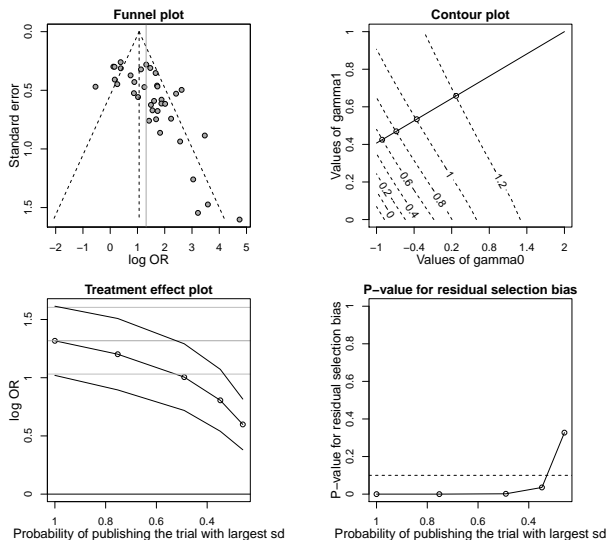 Funnel plot
Standard error
0.0
0.5
1.0
1.5
−2 −1 0 1 2 3 4 5
log OR
Contour plot
Values of gamma1
1
0.8
0.6
0.4
0.2
0
1.2
1
0.8
0.6
0.4
0.2
0
−1 −0.4 0.2 0.8 1.4 2
Values of gamma0
Treatment effect plot
log OR
1.5
1
0.5
0
1 0.8 0.6 0.4
Probability of publishing the trial with largest sd
P−value for residual selection bias
P−value for residual selection bias
1
0.8
0.6
0.4
0.2
0
1 0.8 0.6 0.4
Probability of publishing the trial with largest sd